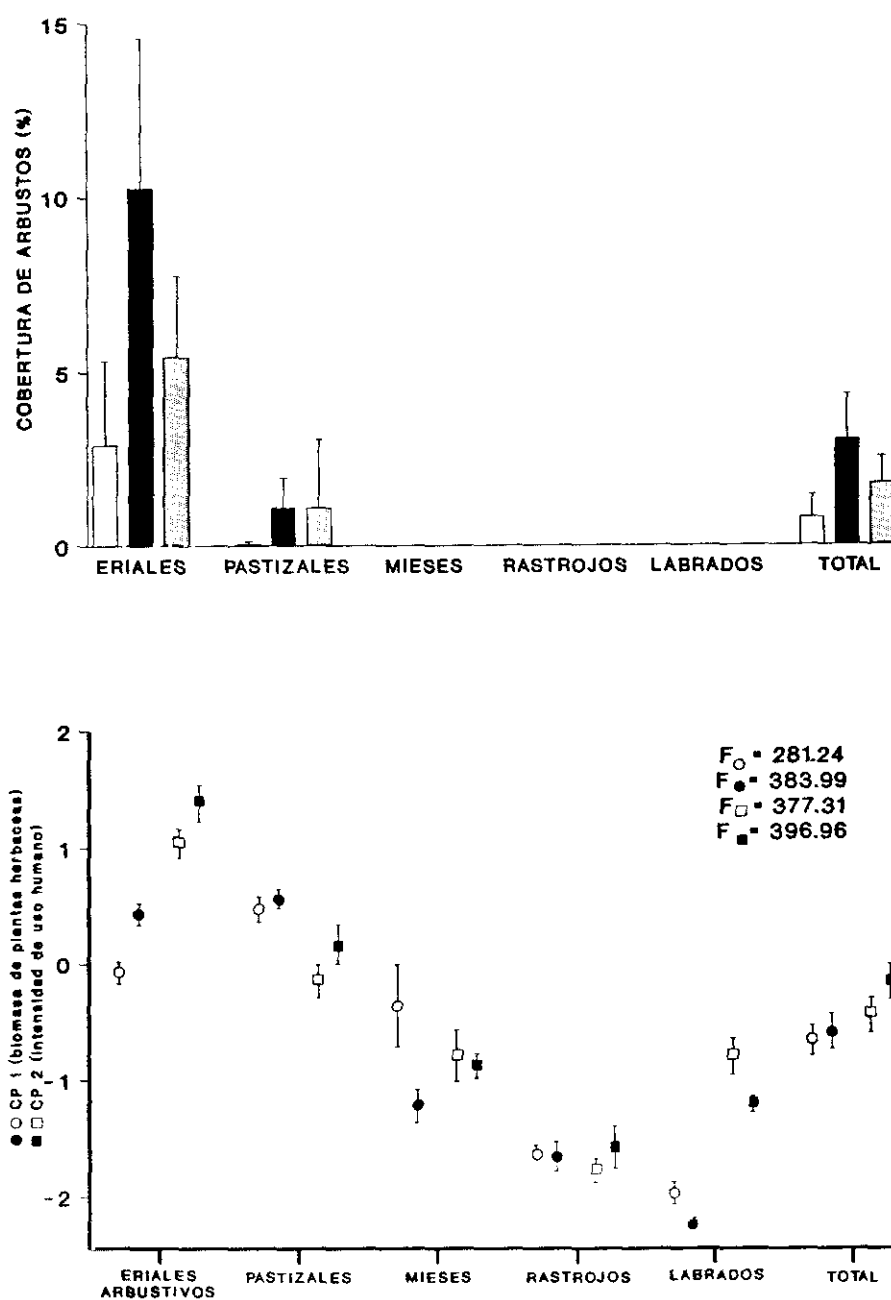 15
10
5
0
COBERTURA DE ARBUSTOS (%)
ERIALES PASTIZALES MIESES RASTROJOS LABRADOS TOTAL
2
1
0
-1
-2
●○ CP 1 (biomasa de plantas herbaceas)
■□ CP 2 (intensidad de uso humano)
F○= 281.24
F●= 383.99
F□= 377.31
F■= 396.96
ERIALES ARBUSTIVOS PASTIZALES MIESES RASTROJOS LABRADOS TOTAL